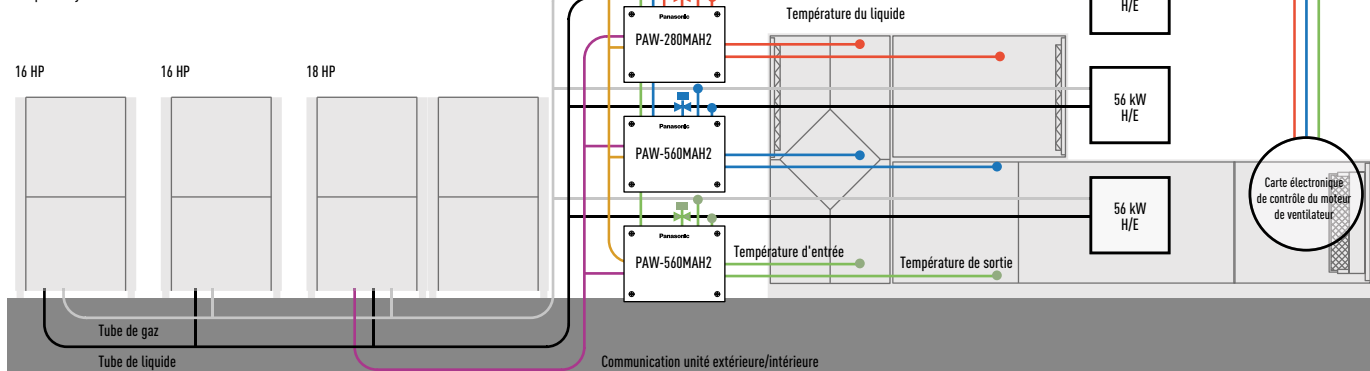 H/E
Température du liquide
Panasonic
PAW-280MAH2
16 HP
16 HP
18 HP
56 kW
H/E
Panasonic
PAW-560MAH2
Carte électronique
de contrôle du moteur
de ventilateur
56 kW
H/E
Panasonic
PAW-560MAH2
Température d'entrée
Température de sortie
Tube de gaz
Tube de liquide
Communication unité extérieure/intérieure